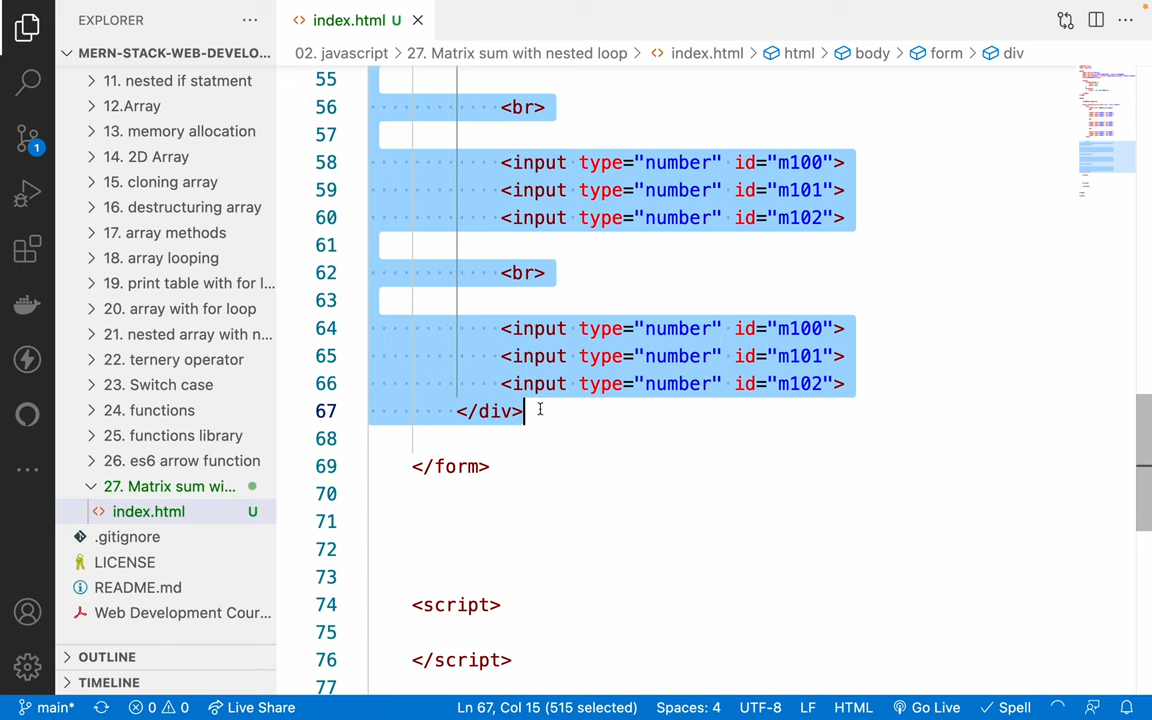 EXPLORER
index.html U
MERN-STACK-WEB-DEVELO...
02. javascript > 27. Matrix sum with nested loop > index.html > html > body > form > div
11. nested if statment
12.Array
13. memory allocation
14. 2D Array
15. cloning array
16. destructuring array
17. array methods
18. array looping
19. print table with for l...
20. array with for loop
21. nested array with n...
22. ternery operator
23. Switch case
24. functions
25. functions library
26. es6 arrow function
27. Matrix sum wi...
index.html U
.gitignore
LICENSE
README.md
Web Development Cour...
OUTLINE
TIMELINE
1
55
56 <br>
57
58 <input type="number" id="m100">
59 <input type="number" id="m101">
60 <input type="number" id="m102">
61
62 <br>
63
64 <input type="number" id="m100">
65 <input type="number" id="m101">
66 <input type="number" id="m102">
67 </div>
68
69 </form>
70
71
72
73
74 <script>
75
76 </script>
77
main* 0 0 Live Share Ln 67, Col 15 (515 selected) Spaces: 4 UTF-8 LF HTML Go Live Spell